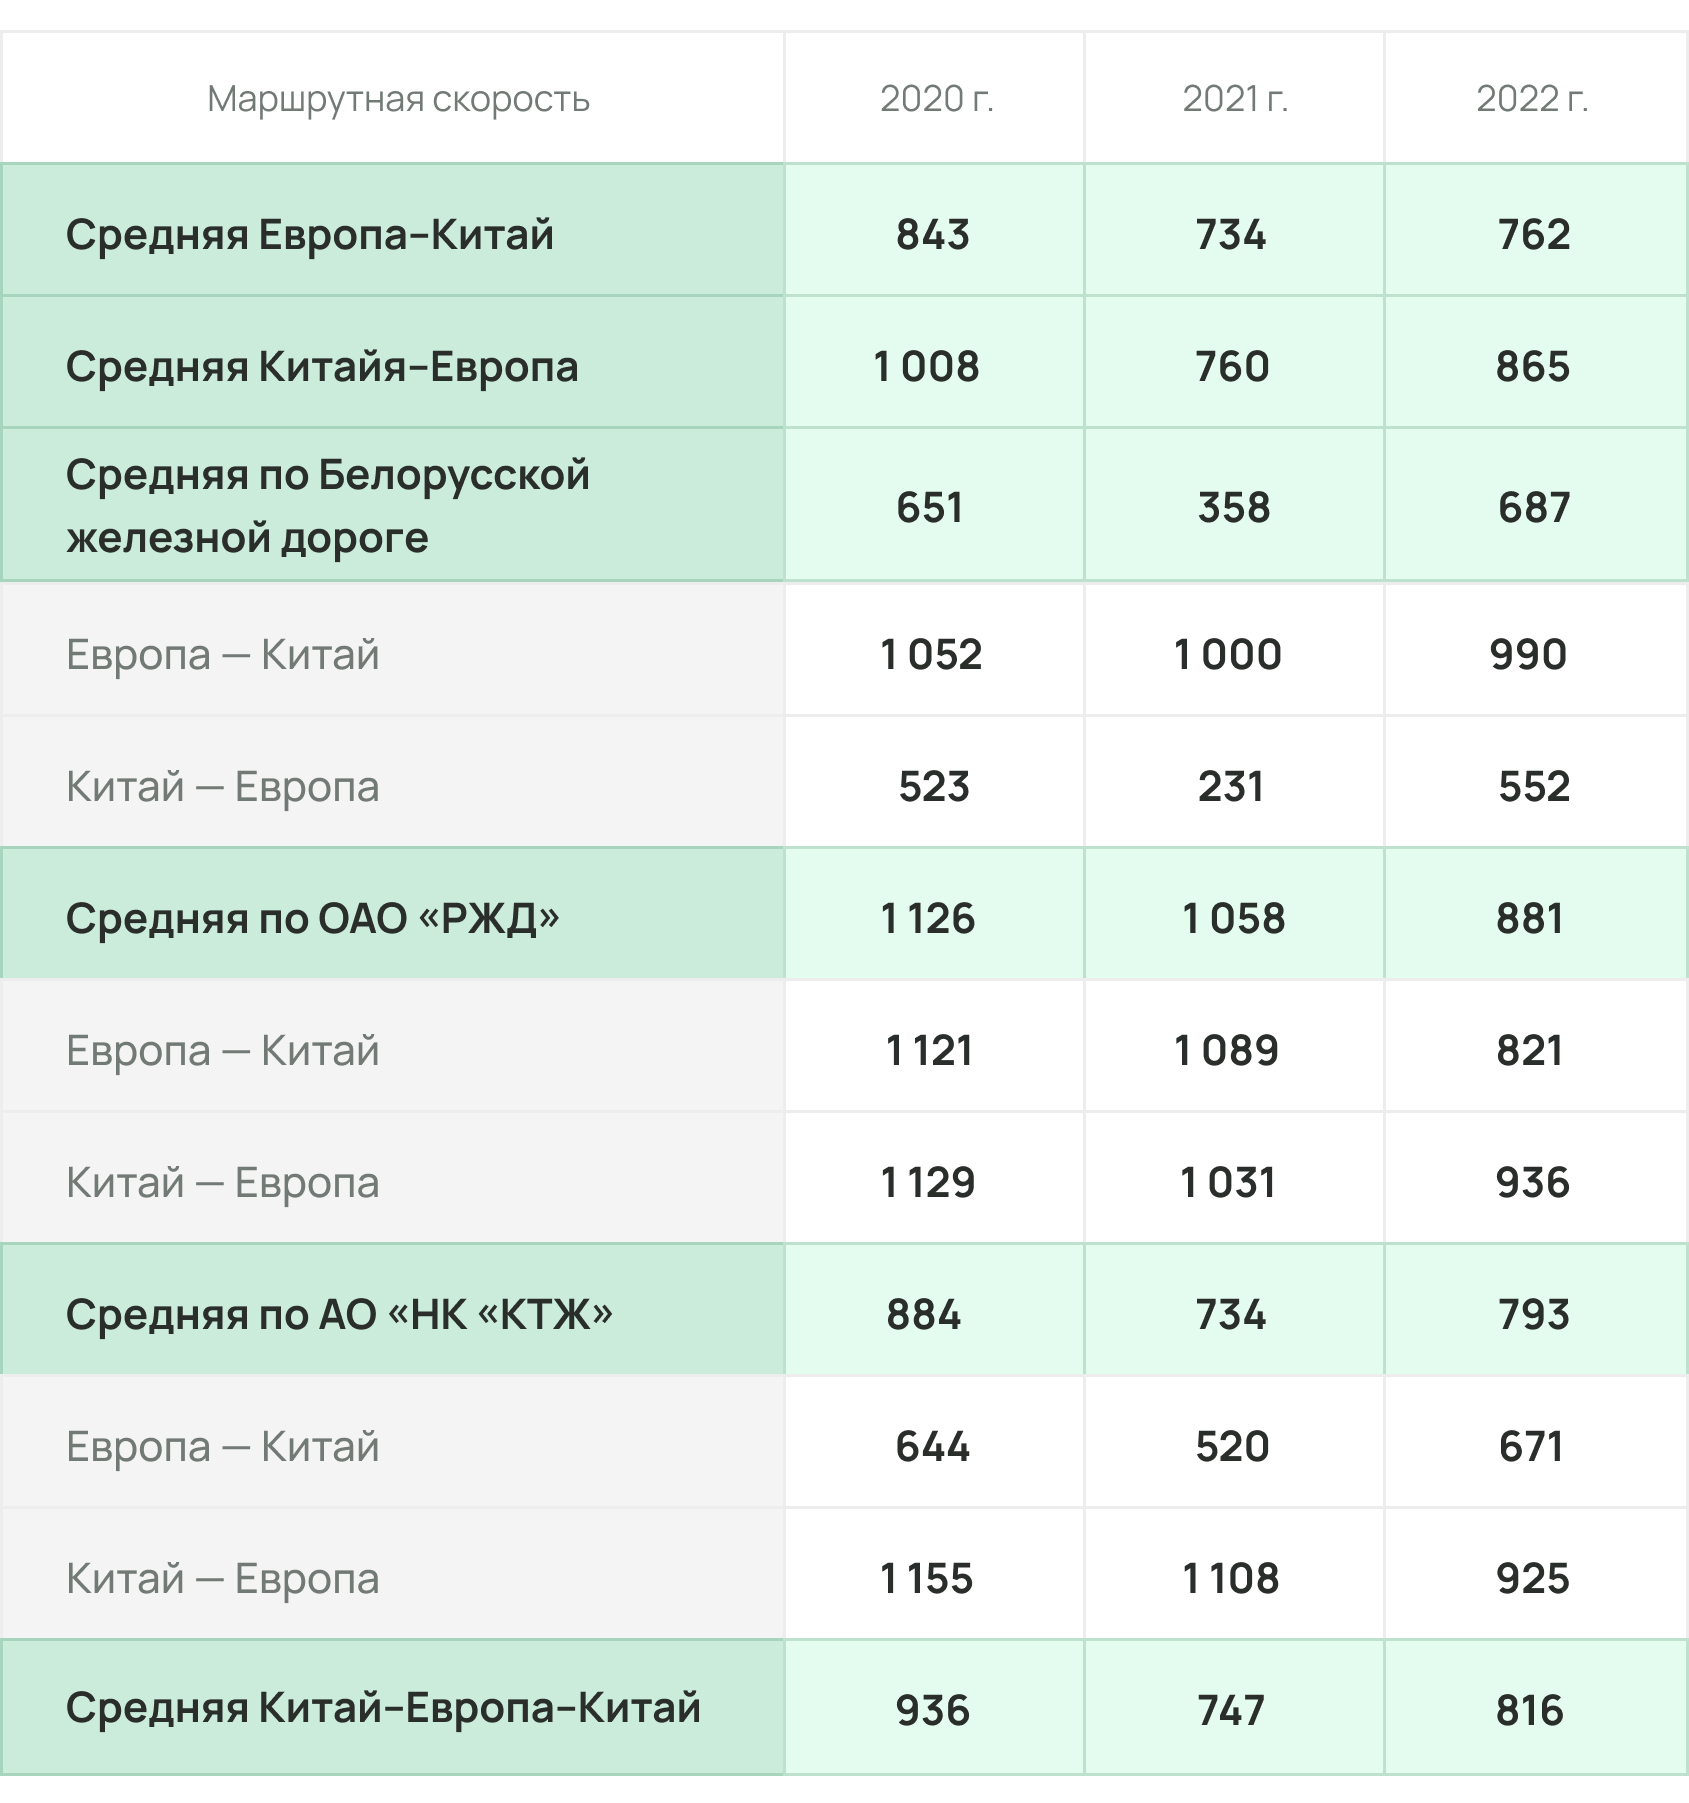 Маршрутная скорость 2020 г. 2021 г. 2022 г.
Средняя Европа–Китай 843 734 762
Средняя Китайя–Европа 1 008 760 865
Средняя по Белорусской
железной дороге 651 358 687
Европа — Китай 1 052 1 000 990
Китай — Европа 523 231 552
Средняя по ОАО «РЖД» 1 126 1 058 881
Европа — Китай 1 121 1 089 821
Китай — Европа 1 129 1 031 936
Средняя по АО «НК «КТЖ» 884 734 793
Европа — Китай 644 520 671
Китай — Европа 1 155 1 108 925
Средняя Китай–Европа–Китай 936 747 816